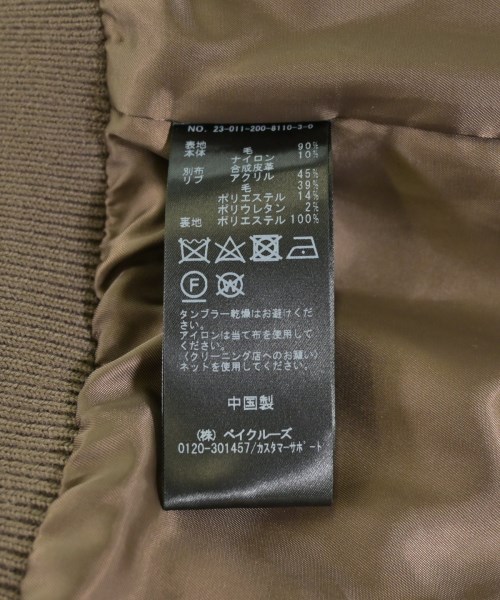 NO. 23-011-200-8110-3-0
表地 毛 90%
本体 ナイロン 10%
別布 合成皮革
リブ アクリル 45%
毛 39%
ポリエステル 14%
ポリウレタン 2%
裏地 ポリエステル 100%
F W
タンブラー乾燥はお避けくだ
さい。
アイロンは当て布を使用してく
ださい。
〈クリーニング店へのお願い〉
ネットを使用してください。
中国製
(株) ベイクルーズ
0120-301457/カスタマーサポート